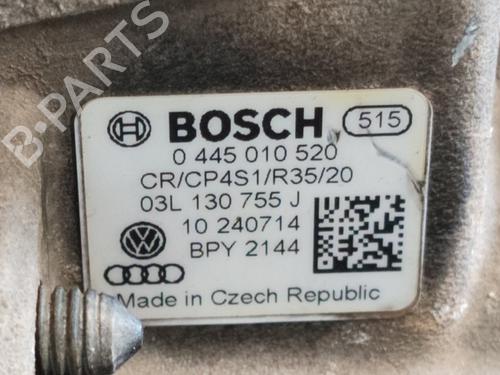 BOSCH 515
0 445 010 520
CR/CP4S1/R35/20
03L 130 755 J
10 240714
BPY 2144
Made in Czech Republic
B-PARTS